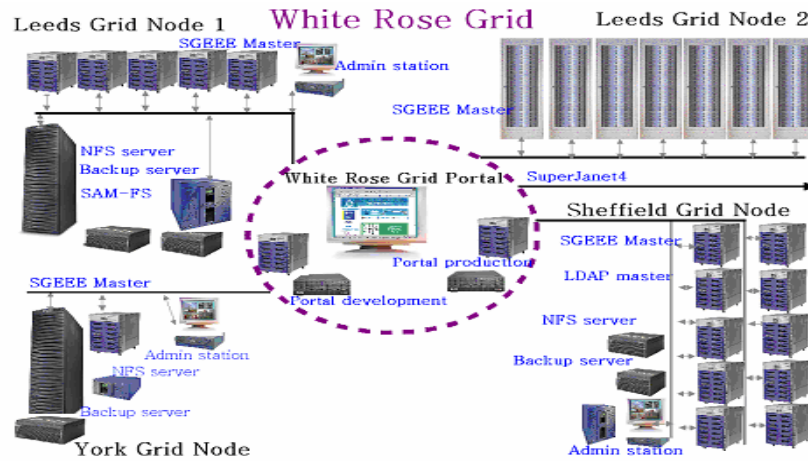 White Rose Grid
Leeds Grid Node 1
Leeds Grid Node 2
SGEEE Master
Admin station
SGEEE Master
NFS server
Backup server
SAM-FS
White Rose Grid Portal
SuperJanet4
Sheffield Grid Node
SGEEE Master
Portal production
LDAP master
SGEEE Master
Portal development
NFS server
Admin station
NFS server
Backup server
Backup server
York Grid Node
Admin station